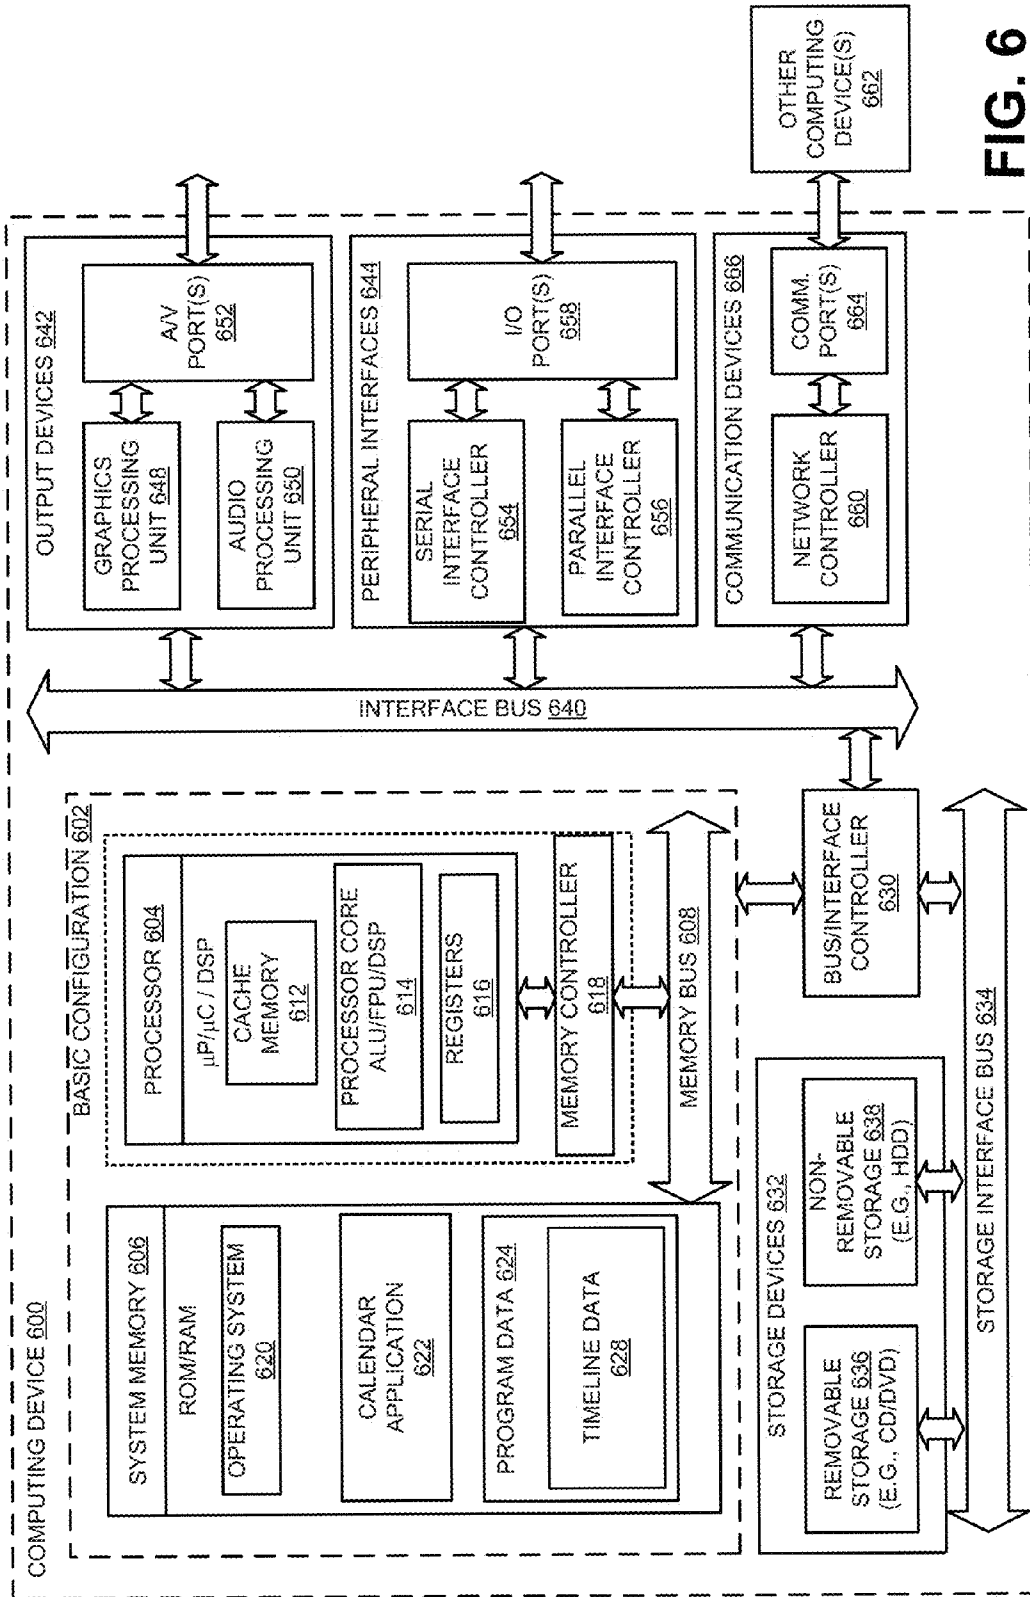 COMPUTING DEVICE 600
BASIC CONFIGURATION 602
SYSTEM MEMORY 606
ROM/RAM
OPERATING SYSTEM
620
CALENDAR
APPLICATION
622
PROGRAM DATA 624
TIMELINE DATA
628
PROCESSOR 604
µP/µC / DSP
CACHE
MEMORY
612
PROCESSOR CORE
ALU/FPU/DSP
614
REGISTERS
616
MEMORY CONTROLLER
618
MEMORY BUS 608
STORAGE DEVICES 632
REMOVABLE
STORAGE 636
(E.G., CD/DVD)
NON-
REMOVABLE
STORAGE 638
(E.G., HDD)
BUS/INTERFACE
CONTROLLER
630
STORAGE INTERFACE BUS 634
INTERFACE BUS 640
OUTPUT DEVICES 642
GRAPHICS
PROCESSING
UNIT 648
AUDIO
PROCESSING
UNIT 650
A/V
PORT(S)
652
PERIPHERAL INTERFACES 644
SERIAL
INTERFACE
CONTROLLER
654
PARALLEL
INTERFACE
CONTROLLER
656
I/O
PORT(S)
658
COMMUNICATION DEVICES 666
NETWORK
CONTROLLER
660
COMM.
PORT(S)
664
OTHER
COMPUTING
DEVICE(S)
662
FIG. 6